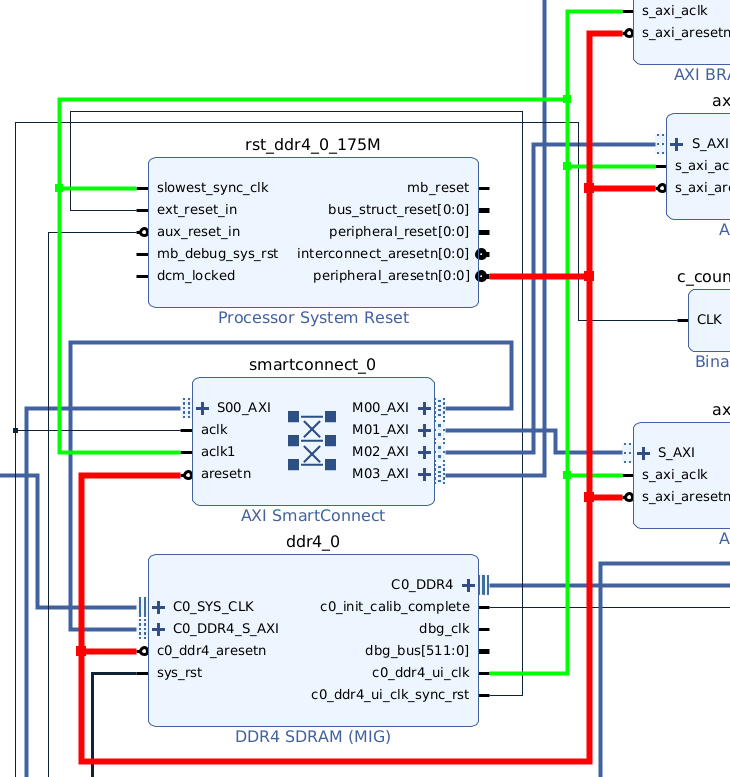 s_axi_aclk
s_axi_aresetn
AXI BRA
ax
rst_ddr4_0_175M
S_AXI
s_axi_ac
s_axi_are
A
slowest_sync_clk
mb_reset
ext_reset_in
bus_struct_reset[0:0]
aux_reset_in
peripheral_reset[0:0]
mb_debug_sys_rst
interconnect_aresetn[0:0]
dcm_locked
peripheral_aresetn[0:0]
Processor System Reset
c_coun
CLK
Bina
smartconnect_0
S00_AXI
M00_AXI
aclk
M01_AXI
aclk1
M02_AXI
aresetn
M03_AXI
AXI SmartConnect
ax
S_AXI
s_axi_aclk
s_axi_aresetn
A
ddr4_0
C0_DDR4
C0_SYS_CLK
c0_init_calib_complete
C0_DDR4_S_AXI
dbg_clk
c0_ddr4_aresetn
dbg_bus[511:0]
sys_rst
c0_ddr4_ui_clk
c0_ddr4_ui_clk_sync_rst
DDR4 SDRAM (MIG)